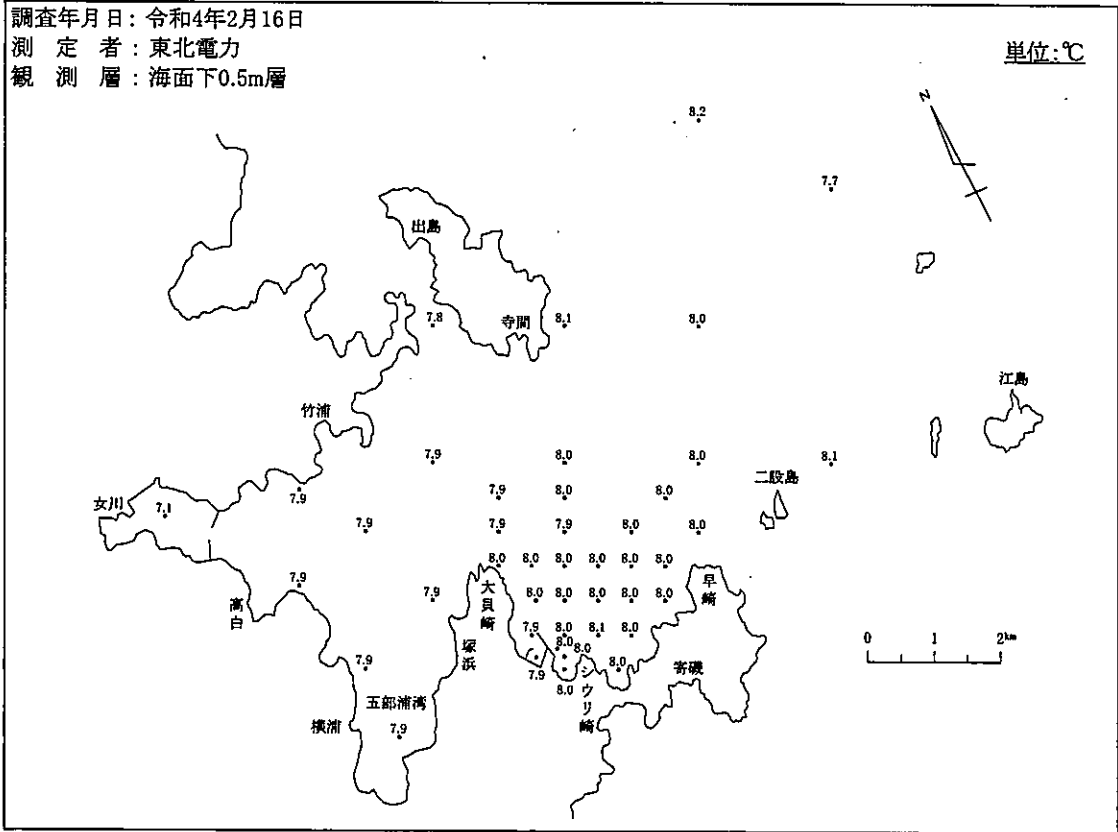 調査年月日：令和4年2月16日
測　定　者：東北電力
観　測　層：海面下0.5m層
単位：℃
8.2
N
7.7
出島
7.8
寺間
8.1
8.0
江島
竹浦
7.9
8.0
8.0
8.1
二股島
女川
7.1
7.9
7.9
8.0
8.0
7.9
7.9
7.9
8.0
8.0
8.0
8.0
8.0
8.0
8.0
8.0
7.9
高白
7.9
大貝崎
8.0
8.0
8.0
8.0
8.0
早崎
7.9
8.0
8.1
8.0
0 1 2km
塚浜
8.0
8.0
7.9
7.9
8.0
8.0
シウリ崎
寄磯
五部浦湾
横浦
7.9